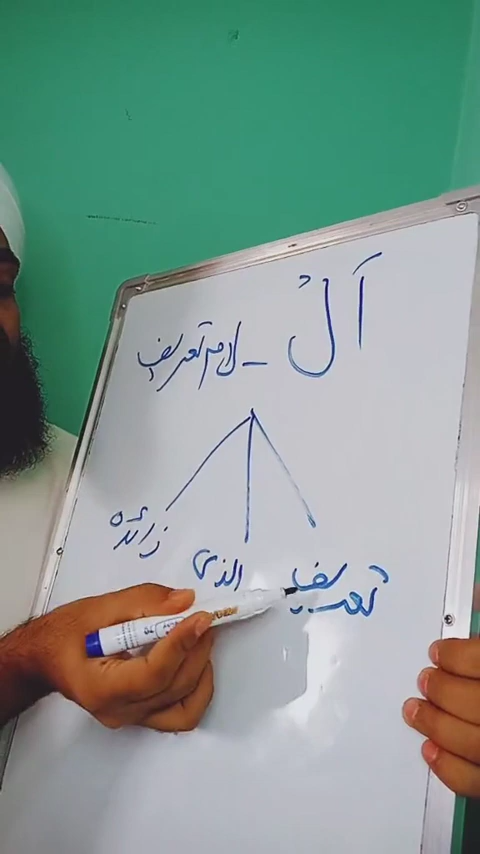 اَلْ - لام تعریف
تعریف الذی زائدہ